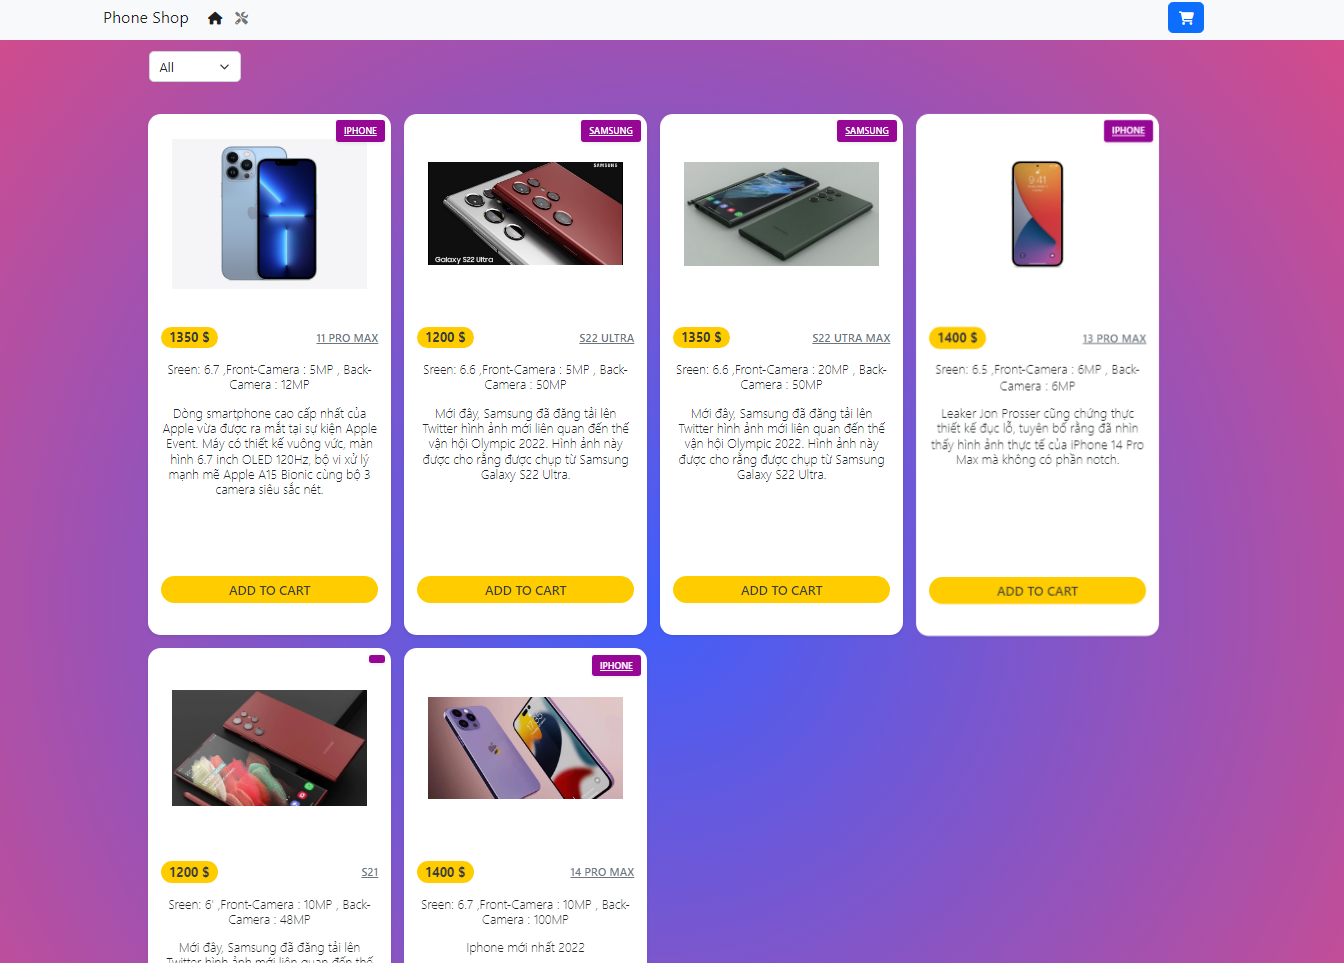 Phone Shop
All
IPHONE
1350 $
11 PRO MAX
Sreen: 6.7 ,Front-Camera : 5MP , Back-
Camera : 12MP
Dòng smartphone cao cấp nhất của
Apple vừa được ra mắt tại sự kiện Apple
Event. Máy có thiết kế vuông vức, màn
hình 6.7 inch OLED 120Hz, bộ vi xử lý
mạnh mẽ Apple A15 Bionic cùng bộ 3
camera siêu sắc nét.
ADD TO CART
SAMSUNG
SAMSUNG
Galaxy S22 Ultra
1200 $
S22 ULTRA
Sreen: 6.6 ,Front-Camera : 5MP , Back-
Camera : 50MP
Mới đây, Samsung đã đăng tải lên
Twitter hình ảnh mới liên quan đến thế
vận hội Olympic 2022. Hình ảnh này
được cho rằng được chụp từ Samsung
Galaxy S22 Ultra.
ADD TO CART
SAMSUNG
1350 $
S22 UTRA MAX
Sreen: 6.6 ,Front-Camera : 20MP , Back-
Camera : 50MP
Mới đây, Samsung đã đăng tải lên
Twitter hình ảnh mới liên quan đến thế
vận hội Olympic 2022. Hình ảnh này
được cho rằng được chụp từ Samsung
Galaxy S22 Ultra.
ADD TO CART
IPHONE
9:41
1400 $
13 PRO MAX
Sreen: 6.5 ,Front-Camera : 6MP , Back-
Camera : 6MP
Leaker Jon Prosser cũng chứng thực
thiết kế đục lỗ, tuyên bố rằng đã nhìn
thấy hình ảnh thực tế của iPhone 14 Pro
Max mà không có phần notch.
ADD TO CART
1200 $
S21
Sreen: 6' ,Front-Camera : 10MP , Back-
Camera : 48MP
Mới đây, Samsung đã đăng tải lên
Twitter hình ảnh mới liên quan đến thế
IPHONE
1400 $
14 PRO MAX
Sreen: 6.7 ,Front-Camera : 10MP , Back-
Camera : 100MP
Iphone mới nhất 2022